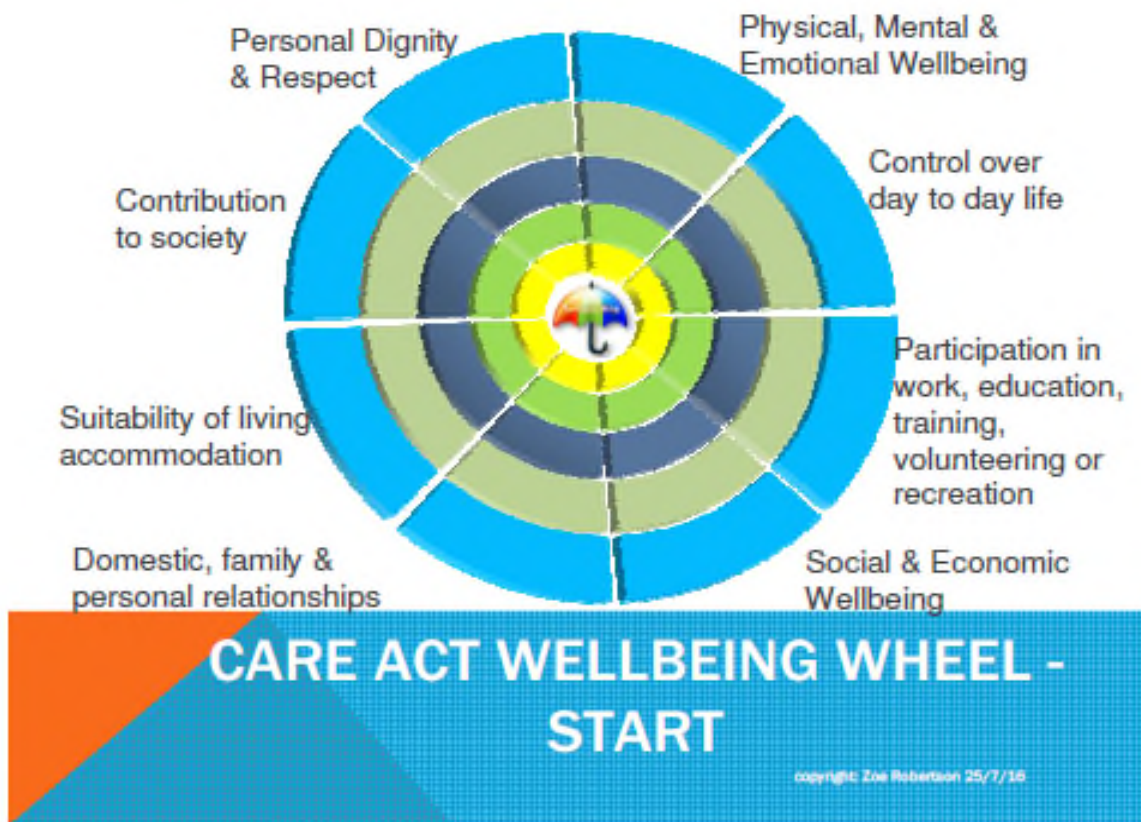 Personal Dignity
& Respect
Physical, Mental &
Emotional Wellbeing
Contribution
to society
Control over
day to day life
Suitability of living
accommodation
Participation in
work, education,
training,
volunteering or
recreation
Domestic, family &
personal relationships
Social & Economic
Wellbeing
CARE ACT WELLBEING WHEEL -
START
copyright: Zoe Robertson 25/7/16